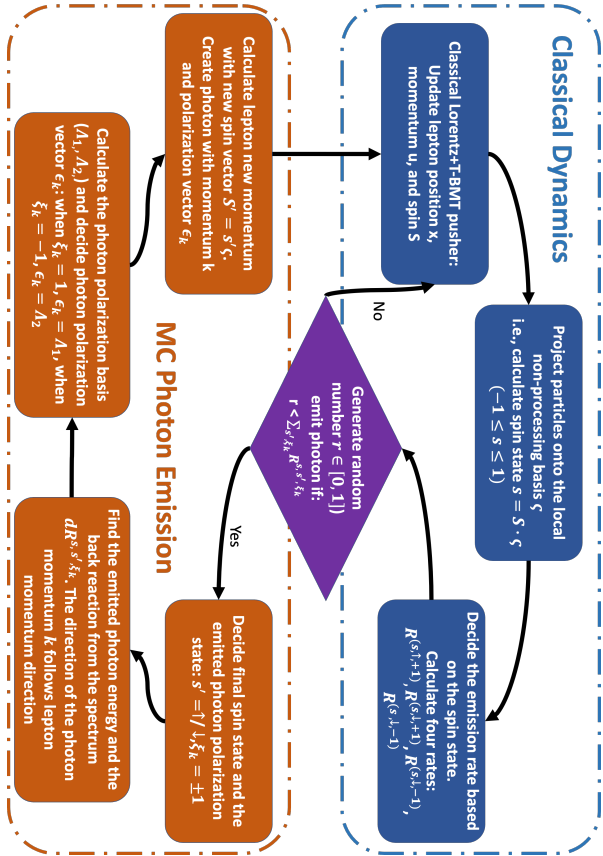 Classical Dynamics
Classical Lorentz+T-BMT pusher:
Update lepton position x,
momentum u, and spin S
Project particles onto the local
non-processing basis ς
i.e., calculate spin state s = S · ς
(−1 ≤ s ≤ 1)
Decide the emission rate based
on the spin state.
Calculate four rates:
R^(s,↑,+1), R^(s,↓,+1), R^(s,↓,−1),
R^(s,↓,−1)
Generate random
number r ∈ [0, 1])
emit photon if:
r < Σ_{s′,ξ_k} R^{s,s′,ξ_k}
No
Yes
Decide final spin state and the
emitted photon polarization
state: s′ =↑/↓,ξ_k = ±1
Find the emitted photon energy and the
back reaction from the spectrum
dR^{s,s′,ξ_k}. The direction of the photon
momentum k follows lepton
momentum direction
Calculate the photon polarization basis
(Λ_1, Λ_2,) and decide photon polarization
vector ϵ_k: when ξ_k = 1, ϵ_k = Λ_1, when
ξ_k = −1, ϵ_k = Λ_2
Calculate lepton new momentum
with new spin vector S′ = s′ς.
Create photon with momentum k
and polarization vector ϵ_k
MC Photon Emission